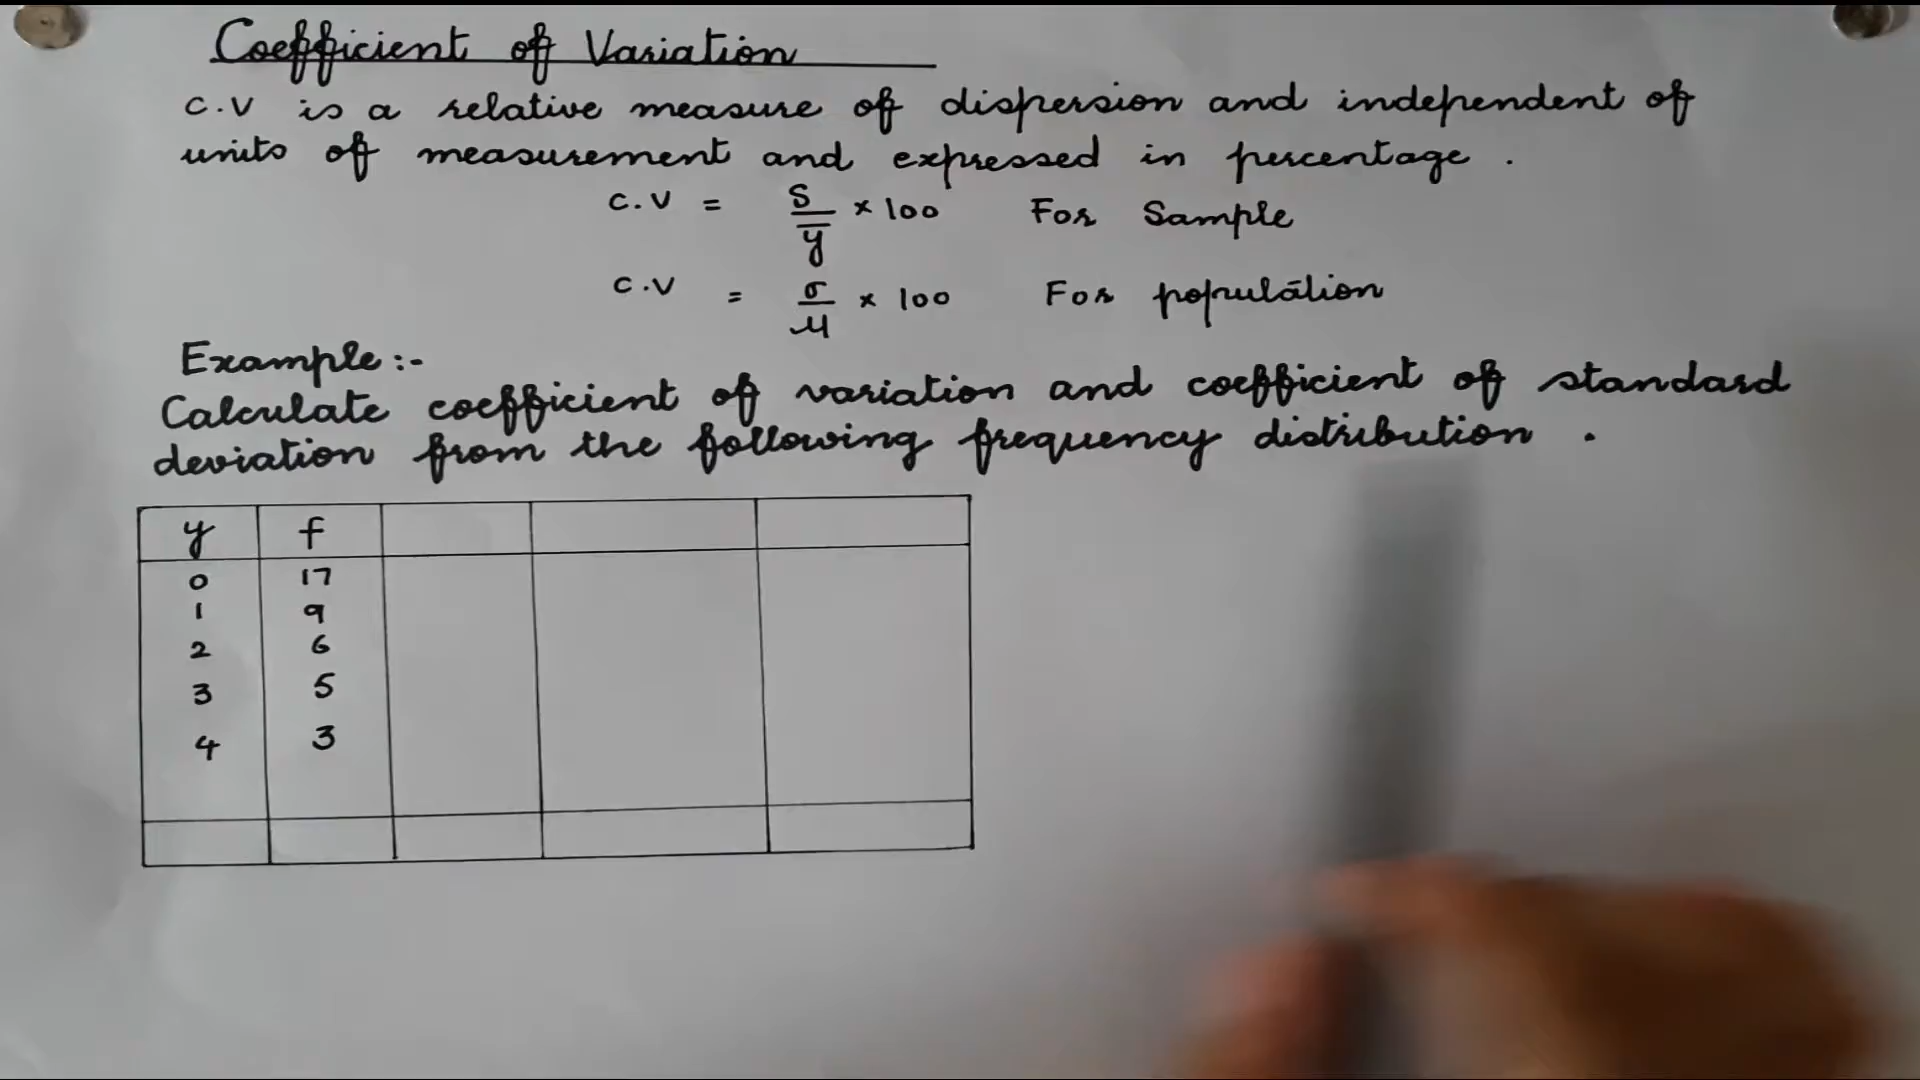 Coefficient of Variation
C.V is a relative measure of dispersion and independent of
units of measurement and expressed in percentage .
C.V = S/ȳ × 100 For Sample
C.V = σ/μ × 100 For population
Example :-
Calculate coefficient of variation and coefficient of standard
deviation from the following frequency distribution .
y f
0 17
1 9
2 6
3 5
4 3